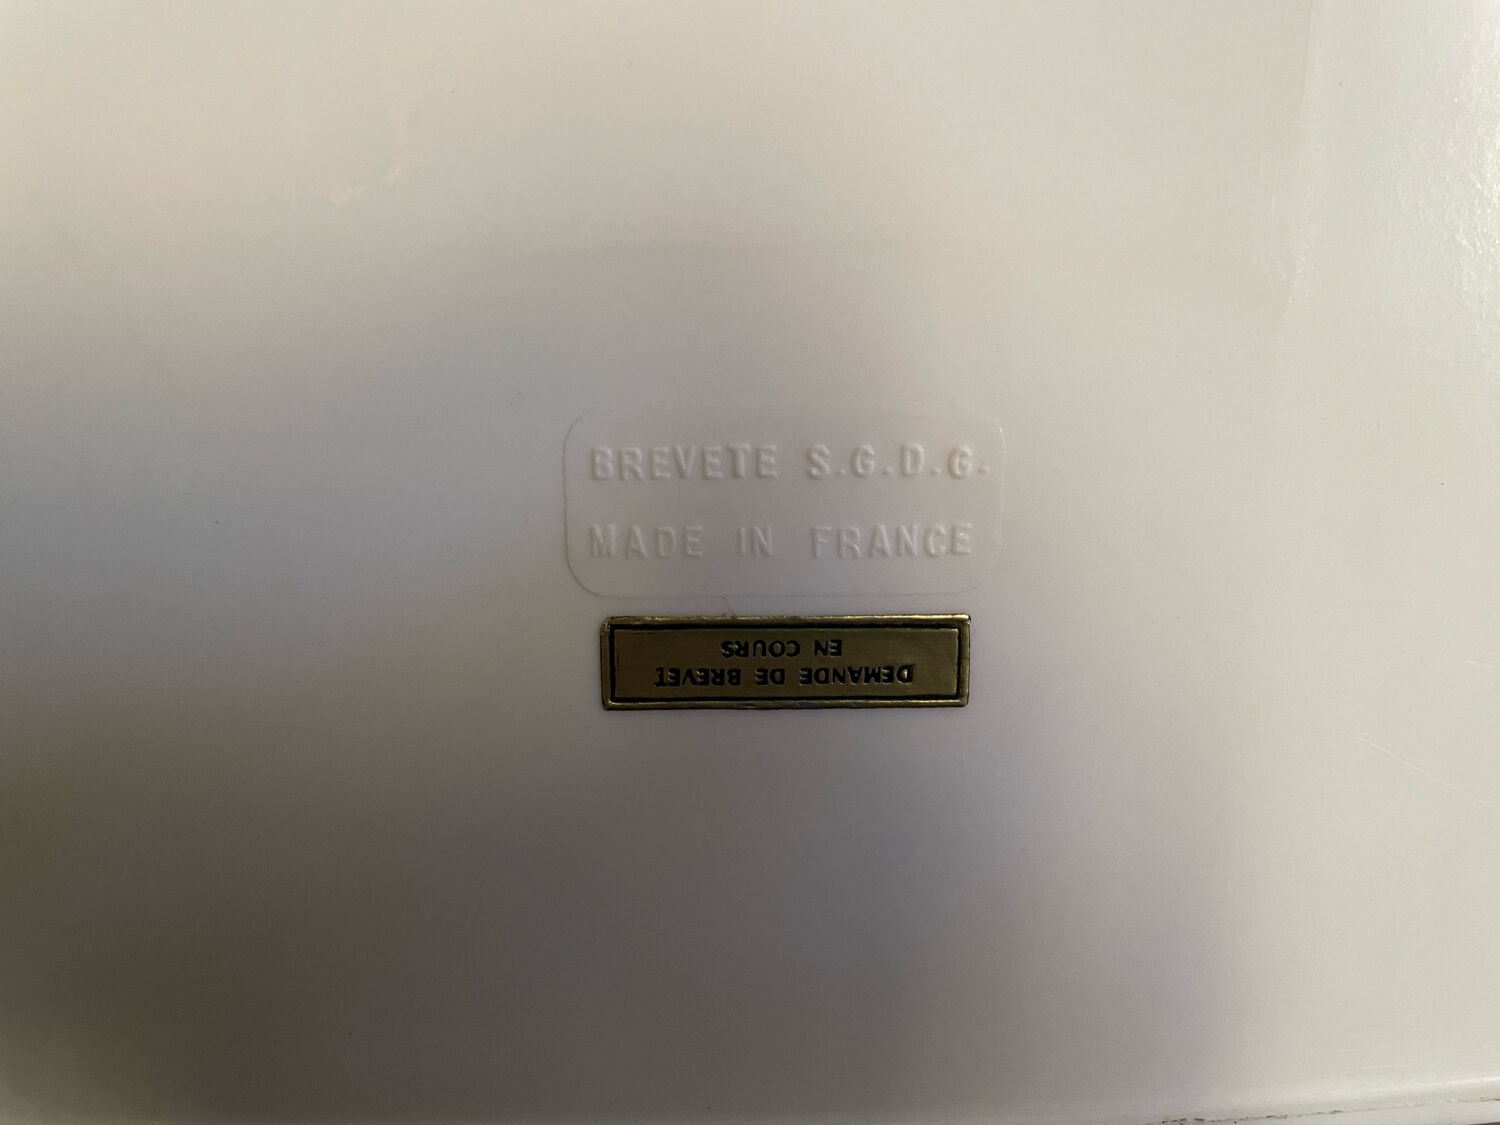 BREVETE S.G.D.G.
MADE IN FRANCE
DEMANDE DE BREVET
EN COURS